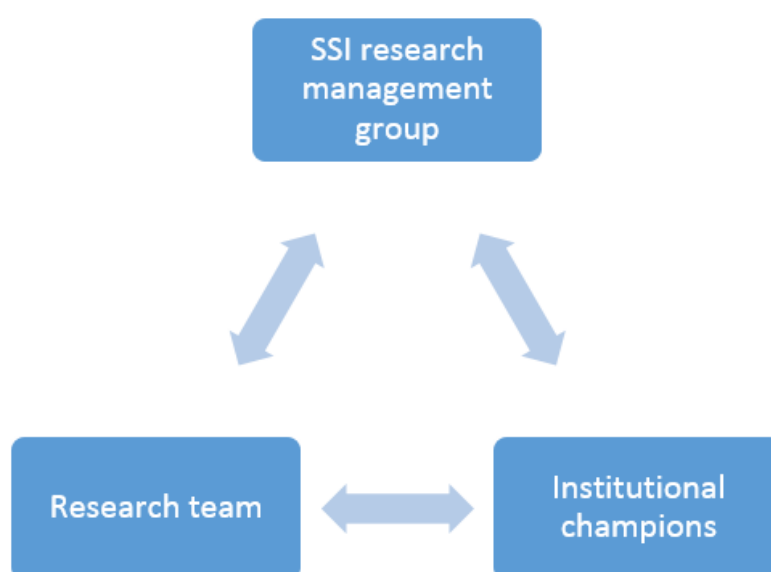 SSI research
management
group
Research team
Institutional
champions